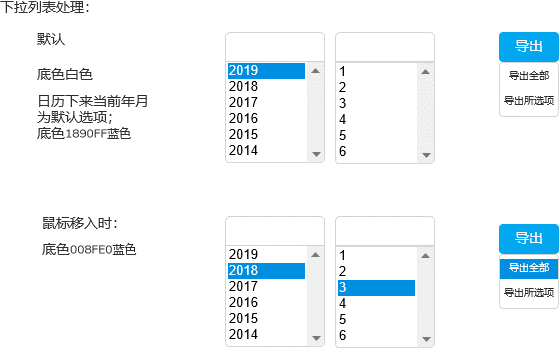 下拉列表处理：
默认
底色白色
日历下来当前年月
为默认选项；
底色1890FF蓝色
2019
2018
2017
2016
2015
2014
1
2
3
4
5
6
导出
导出全部
导出所选项
鼠标移入时：
底色008FE0蓝色
2019
2018
2017
2016
2015
2014
1
2
3
4
5
6
导出
导出全部
导出所选项